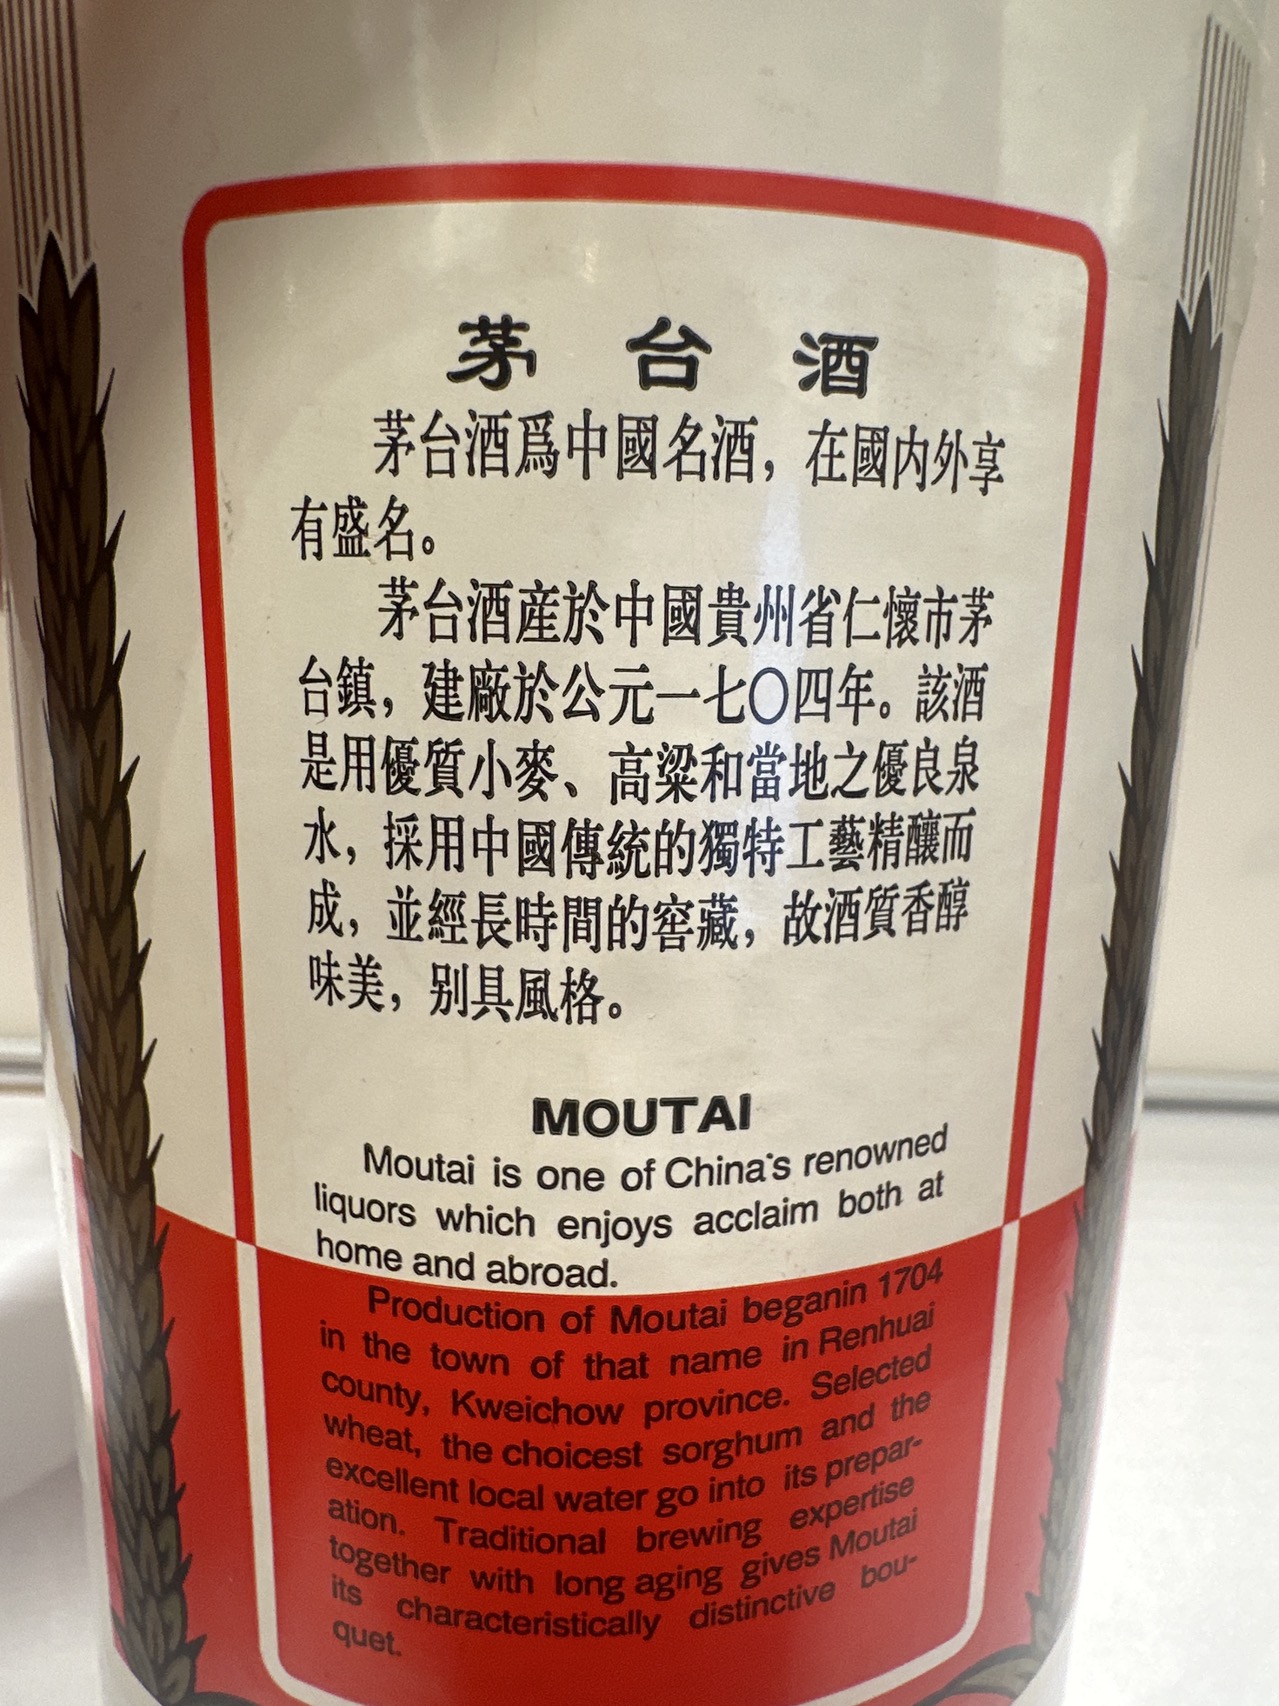 茅台酒
茅台酒爲中國名酒，在國内外享
有盛名。
茅台酒産於中國貴州省仁懷市茅
台鎮，建廠於公元一七〇四年。該酒
是用優質小麥、高粱和當地之優良泉
水，採用中國傳統的獨特工藝精釀而
成，並經長時間的窖藏，故酒質香醇
味美，别具風格。
MOUTAI
Moutai is one of China's renowned
liquors which enjoys acclaim both at
home and abroad.
Production of Moutai beganin 1704
in the town of that name in Renhuai
county, Kweichow province. Selected
wheat, the choicest sorghum and the
excellent local water go into its prepar-
ation. Traditional brewing expertise
together with long aging gives Moutai
its characteristically distinctive bou-
quet.